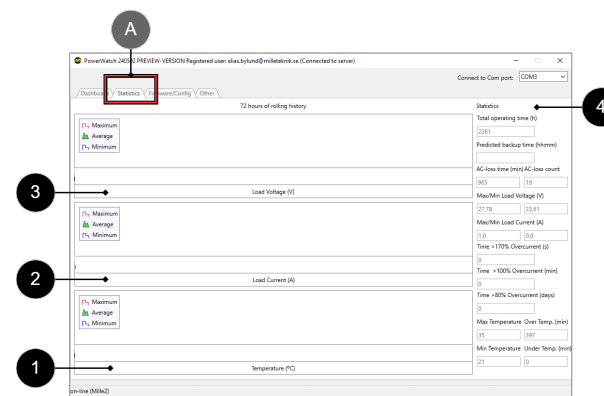 A
PowerWatch 240502 PREVIEW-VERSION Registered user: elias.bylund@milleteknik.se (Connected to server)
Connect to Com port: COM3
Dashboard Statistics Firmware/Config Other
72 hours of rolling history
Statistics
4
Total operating time (h)
2381
Predicted backup time (hhmm)
Maximum
Average
Minimum
AC-loss time (min) AC-loss count
965 19
3
Load Voltage (V)
Max/Min Load Voltage (V)
27,78 23,61
Max/Min Load Current (A)
1,0 0,0
Time >170% Overcurrent (s)
0
Maximum
Average
Minimum
Time >100% Overcurrent (min)
0
2
Load Current (A)
Time >80% Overcurrent (days)
0
Maximum
Average
Minimum
Max Temperature Over Temp. (min)
35 397
Min Temperature Under Temp. (min)
21 0
1
Temperature (ºC)
on-line (Mille2)